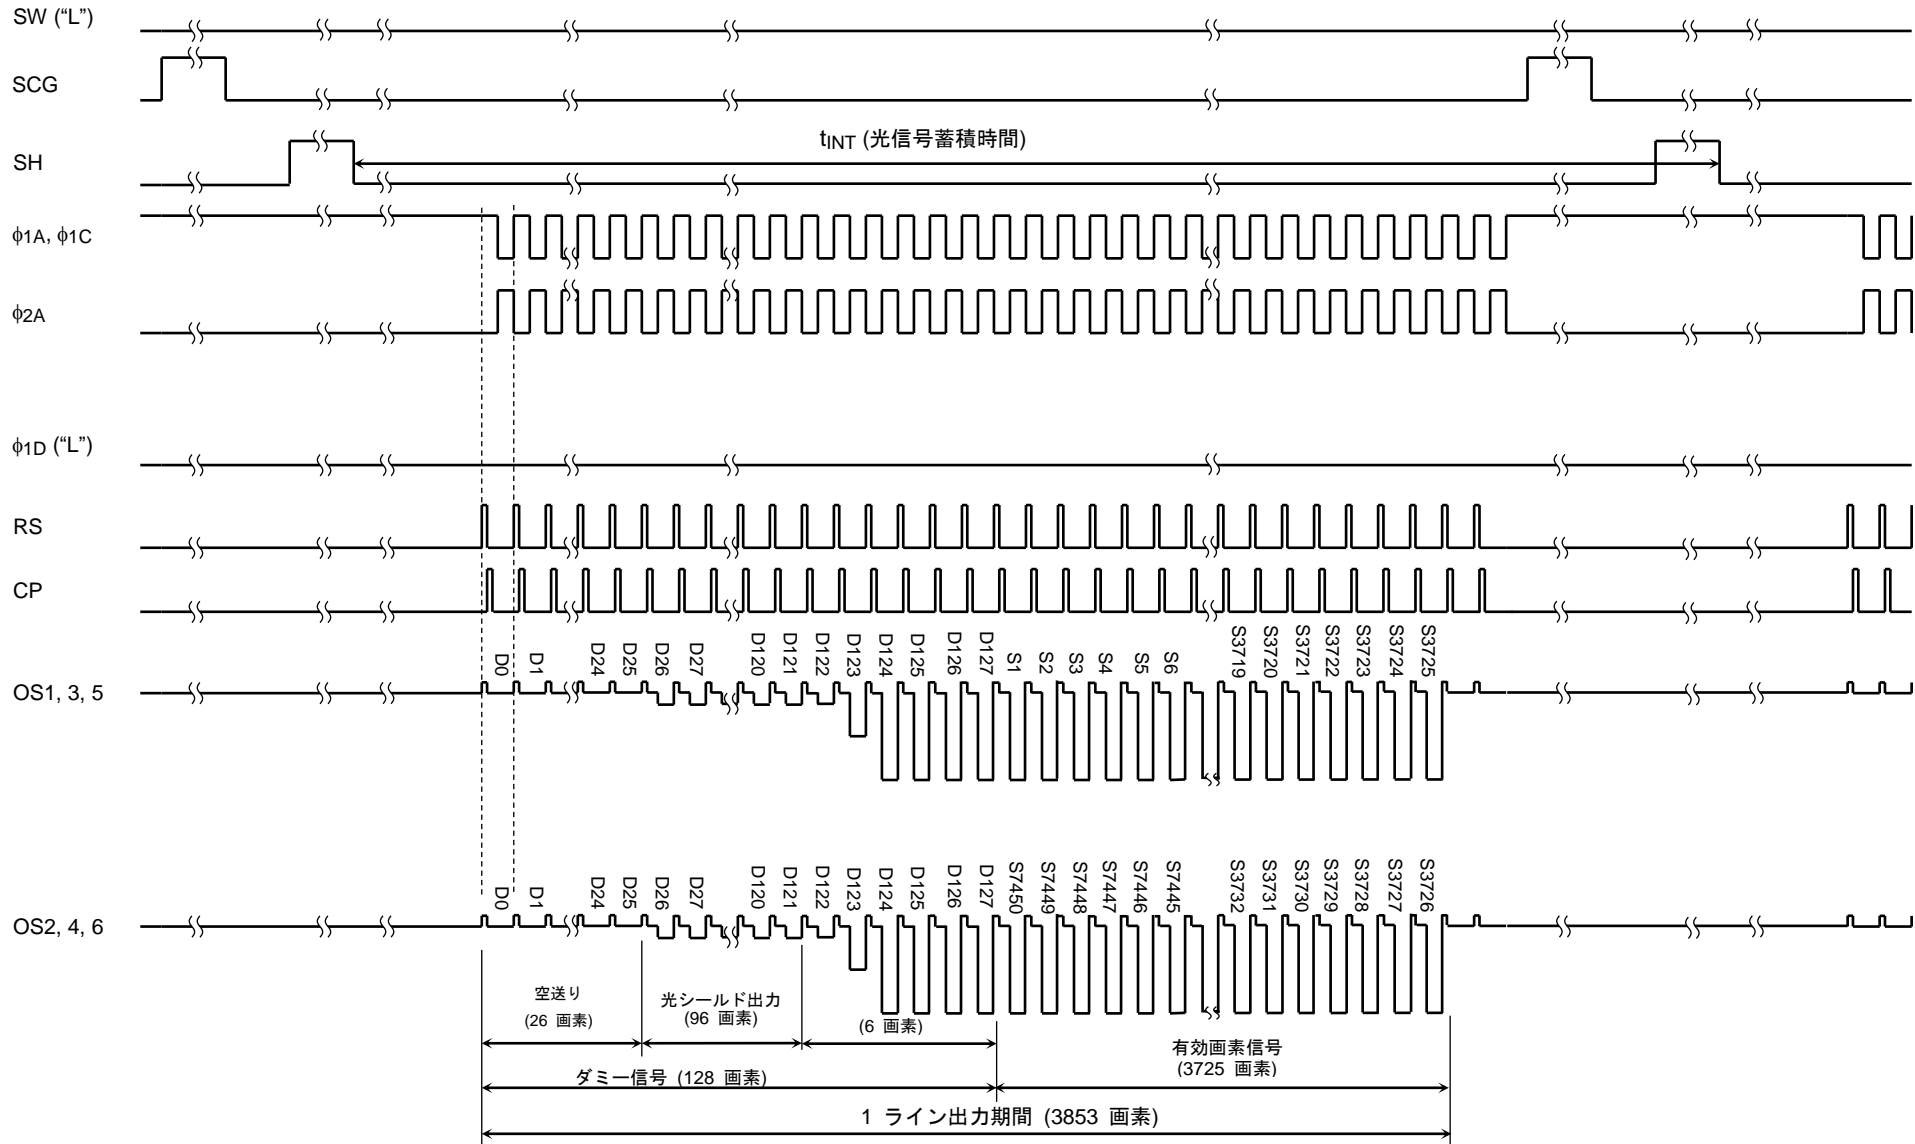 SW (“L”)
SCG
SH
tINT (光信号蓄積時間)
ϕ1A, ϕ1C
ϕ2A
ϕ1D (“L”)
RS
CP
OS1, 3, 5
D0
D1
D24
D25
D26
D27
D120
D121
D122
D123
D124
D125
D126
D127
S1
S2
S3
S4
S5
S6
S3719
S3720
S3721
S3722
S3723
S3724
S3725
OS2, 4, 6
D0
D1
D24
D25
D26
D27
D120
D121
D122
D123
D124
D125
D126
D127
S7450
S7449
S7448
S7447
S7446
S7445
S3732
S3731
S3730
S3729
S3728
S3727
S3726
空送り
(26 画素)
光シールド出力
(96 画素)
(6 画素)
有効画素信号
(3725 画素)
ダミー信号 (128 画素)
1 ライン出力期間 (3853 画素)